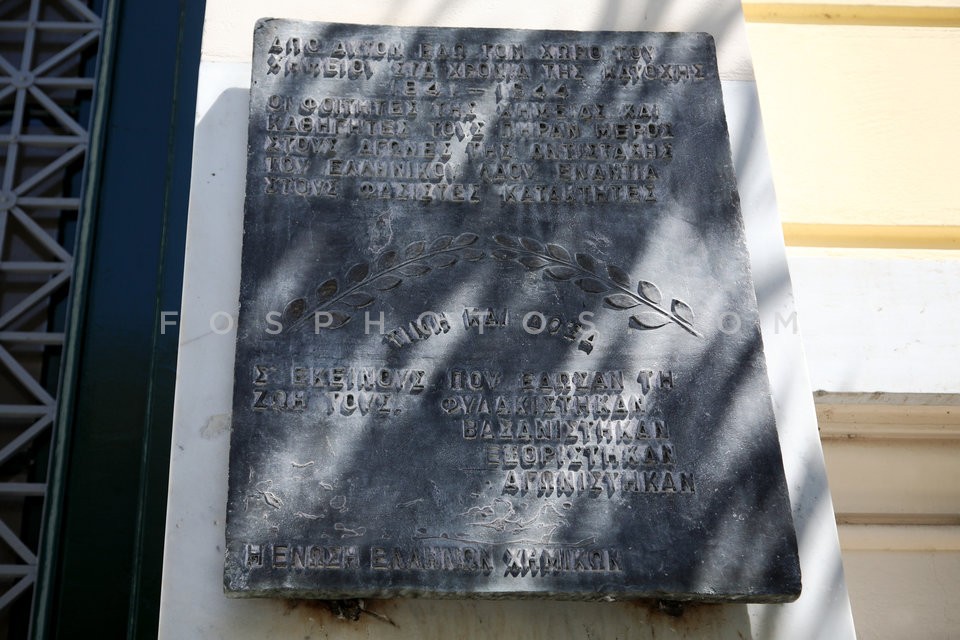 ΑΠΟ ΑΥΤΟΝ ΕΔΩ ΤΟΝ ΧΩΡΟ ΤΟΥ
ΧΗΜΕΙΟΥ ΣΤΑ ΧΡΟΝΙΑ ΤΗΣ ΚΑΤΟΧΗΣ
1941 - 1944
ΟΙ ΦΟΙΤΗΤΕΣ ΤΗΣ ΧΗΜΕΙΑΣ ΚΑΙ
ΚΑΘΗΓΗΤΕΣ ΤΟΥΣ ΠΗΡΑΝ ΜΕΡΟΣ
ΣΤΟΥΣ ΑΓΩΝΕΣ ΤΗΣ ΑΝΤΙΣΤΑΣΗΣ
ΤΟΥ ΕΛΛΗΝΙΚΟΥ ΛΑΟΥ ΕΝΑΝΤΙΑ
ΣΤΟΥΣ ΦΑΣΙΣΤΕΣ ΚΑΤΑΚΤΗΤΕΣ
ΤΙΜΗ ΚΑΙ ΔΟΞΑ
FOSPHOTOS.COM
Σ ΕΚΕΙΝΟΥΣ ΠΟΥ ΕΔΩΣΑΝ ΤΗ
ΖΩΗ ΤΟΥΣ. ΦΥΛΑΚΙΣΤΗΚΑΝ
ΒΑΣΑΝΙΣΤΗΚΑΝ
ΕΞΟΡΙΣΤΗΚΑΝ
ΑΓΩΝΙΣΤΗΚΑΝ
Η ΕΝΩΣΗ ΕΛΛΗΝΩΝ ΧΗΜΙΚΩΝ